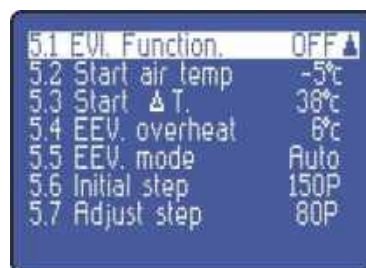 5.1 EVI. Function. OFF
5.2 Start air temp -5℃
5.3 Start Δ T. 38℃
5.4 EEV. overheat 6℃
5.5 EEV. mode Auto
5.6 Initial step 150P
5.7 Adjust step 80P